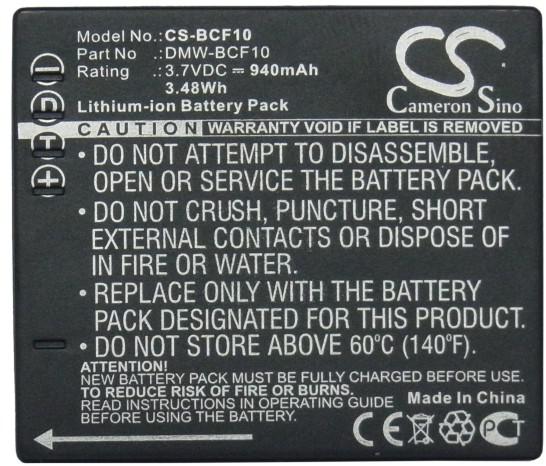 Model No.: CS-BCF10
Part No .: DMW-BCF10
Rating .: 3.7VDC ⎓ 940mAh
3.48Wh
Lithium-ion Battery Pack
CS
Cameron Sino
CAUTION WARRANTY VOID IF LABEL IS REMOVED
• DO NOT ATTEMPT TO DISASSEMBLE,
OPEN OR SERVICE THE BATTERY PACK.
• DO NOT CRUSH, PUNCTURE, SHORT
EXTERNAL CONTACTS OR DISPOSE OF
IN FIRE OR WATER.
• REPLACE ONLY WITH THE BATTERY
PACK DESIGNATED FOR THIS PRODUCT.
• DO NOT STORE ABOVE 60°C (140°F).
ATTENTION!
NEW BATTERY PACK MUST BE FULLY CHARGED BEFORE USE.
TO REDUCE RISK OF FIRE OR BURNS.
READ INSTRUCTIONS IN OPERATING GUIDE
BEFORE USING THE BATTERY.
Made In China
CE PCT
− D T +